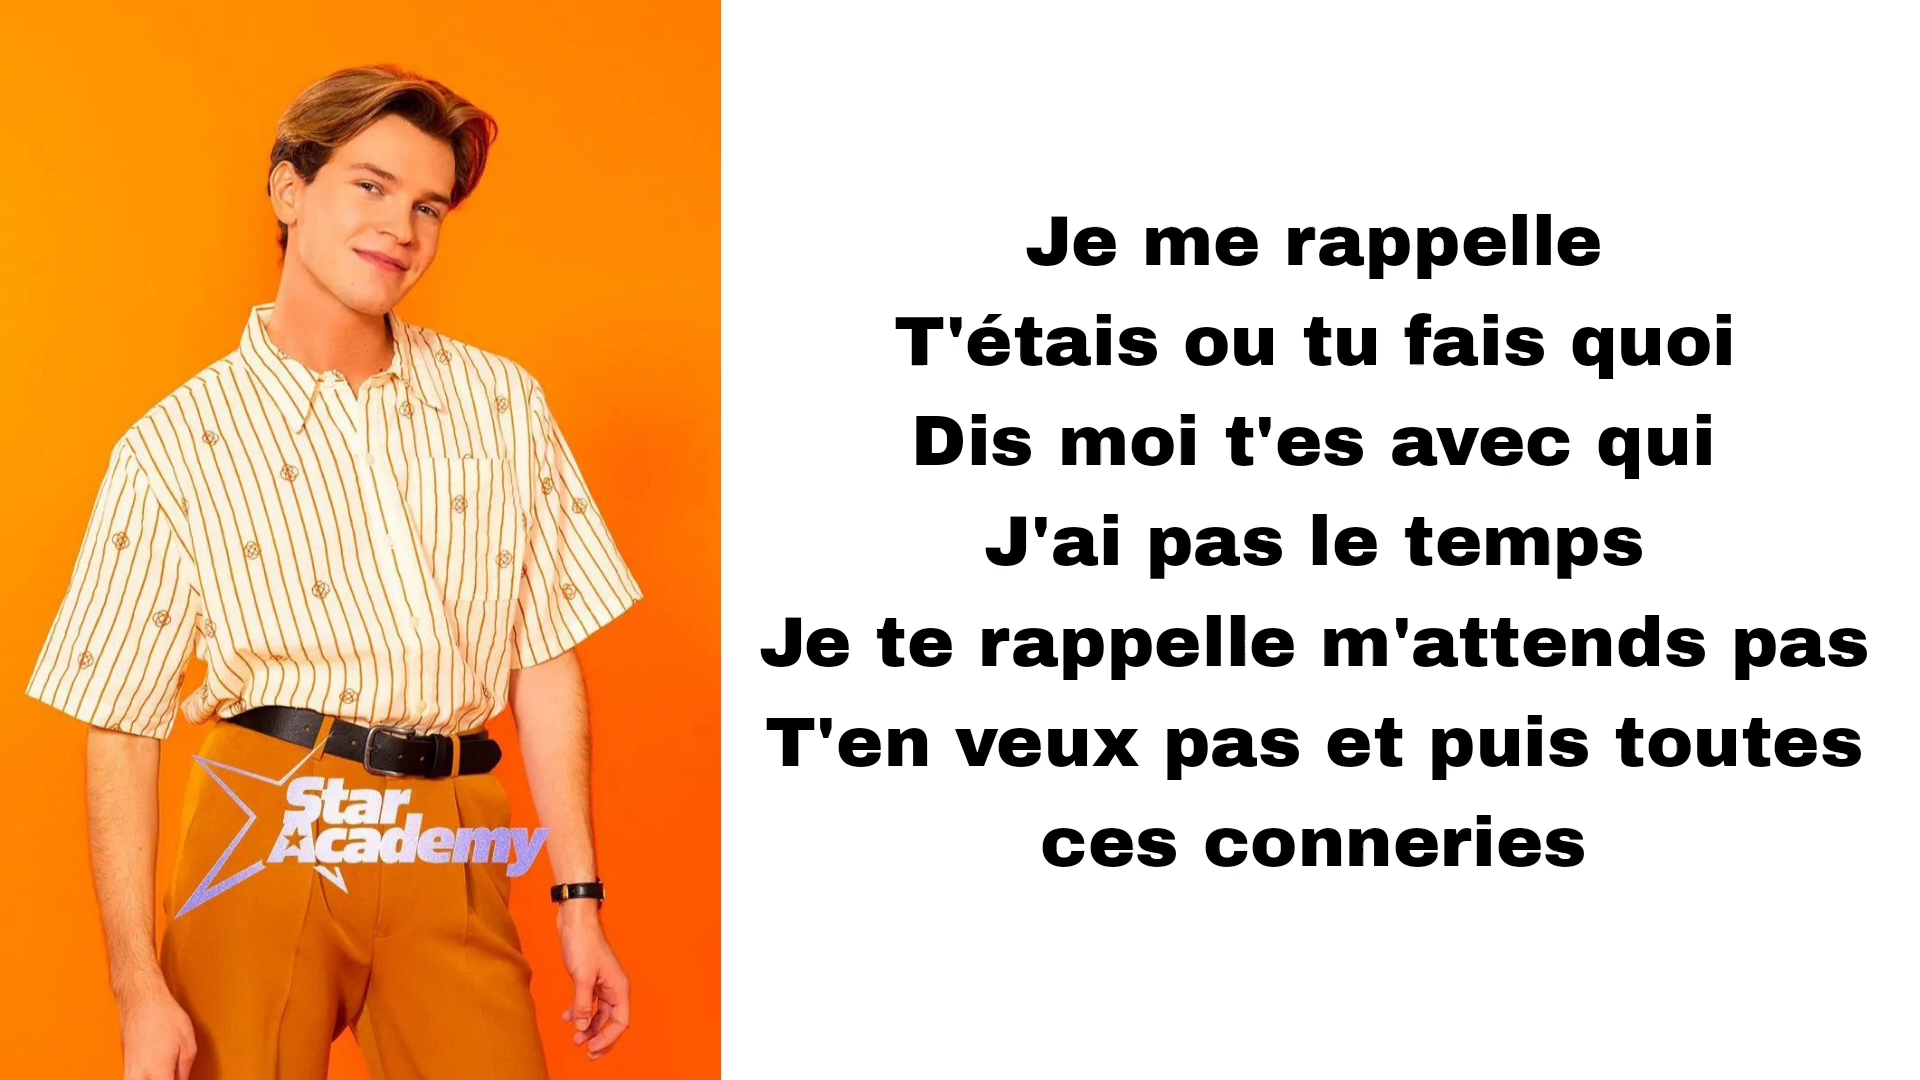 Je me rappelle
T'étais ou tu fais quoi
Dis moi t'es avec qui
J'ai pas le temps
Je te rappelle m'attends pas
T'en veux pas et puis toutes
ces conneries
Star
Academy